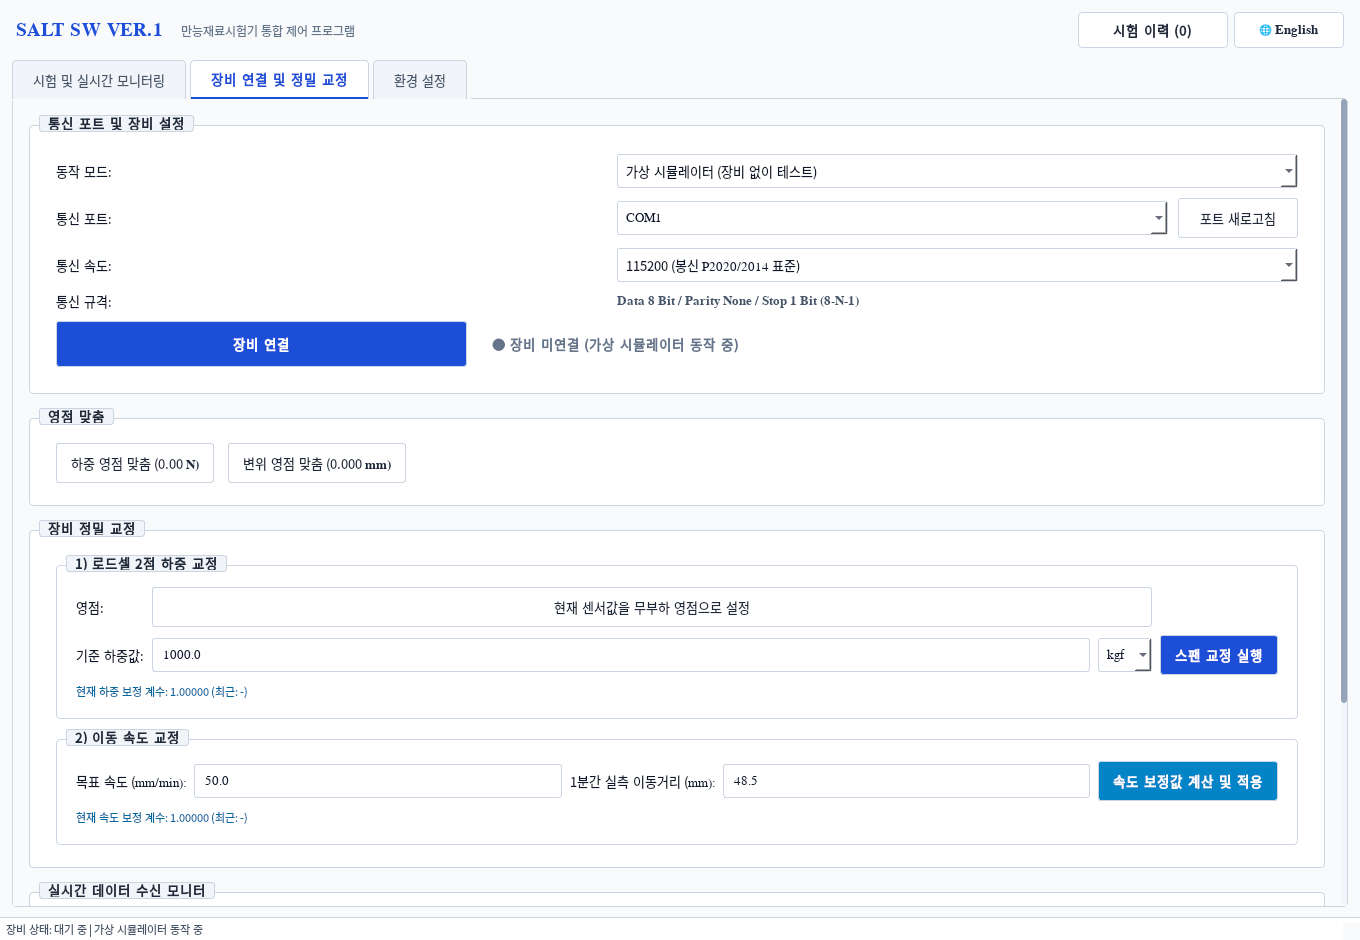 SALT SW VER.1 만능재료시험기 통합 제어 프로그램 시험 이력 (0) 🌐 English
시험 및 실시간 모니터링 장비 연결 및 정밀 교정 환경 설정
통신 포트 및 장비 설정
동작 모드: 가상 시뮬레이터 (장비 없이 테스트)
통신 포트: COM1 포트 새로고침
통신 속도: 115200 (봉신 P2020/2014 표준)
통신 규격: Data 8 Bit / Parity None / Stop 1 Bit (8-N-1)
장비 연결 ● 장비 미연결 (가상 시뮬레이터 동작 중)
영점 맞춤
하중 영점 맞춤 (0.00 N) 변위 영점 맞춤 (0.000 mm)
장비 정밀 교정
1) 로드셀 2점 하중 교정
영점: 현재 센서값을 무부하 영점으로 설정
기준 하중값: 1000.0 kgf 스팬 교정 실행
현재 하중 보정 계수: 1.00000 (최근: -)
2) 이동 속도 교정
목표 속도 (mm/min): 50.0 1분간 실측 이동거리 (mm): 48.5 속도 보정값 계산 및 적용
현재 속도 보정 계수: 1.00000 (최근: -)
실시간 데이터 수신 모니터
장비 상태: 대기 중 | 가상 시뮬레이터 동작 중